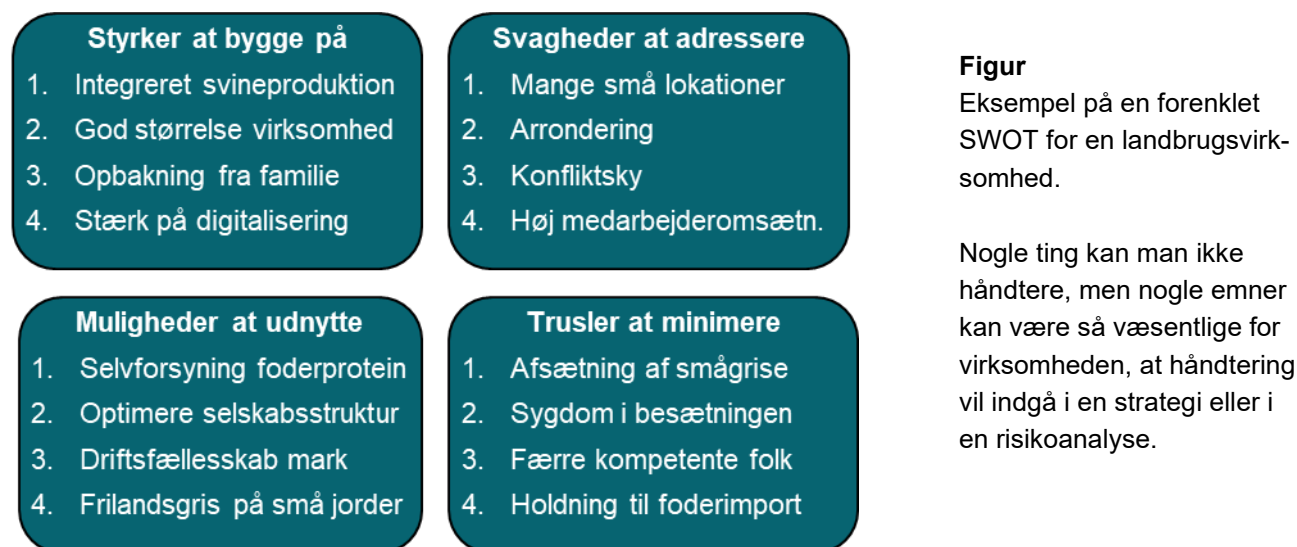 Styrker at bygge på
1. Integreret svineproduktion
2. God størrelse virksomhed
3. Opbakning fra familie
4. Stærk på digitalisering
Svagheder at adressere
1. Mange små lokationer
2. Arrondering
3. Konfliktsky
4. Høj medarbejderomsætn.
Muligheder at udnytte
1. Selvforsyning foderprotein
2. Optimere selskabsstruktur
3. Driftsfællesskab mark
4. Frilandsgris på små jorder
Trusler at minimere
1. Afsætning af smågrise
2. Sygdom i besætningen
3. Færre kompetente folk
4. Holdning til foderimport
Figur
Eksempel på en forenklet
SWOT for en landbrugsvirk-
somhed.
Nogle ting kan man ikke
håndtere, men nogle emner
kan være så væsentlige for
virksomheden, at håndtering
vil indgå i en strategi eller i
en risikoanalyse.